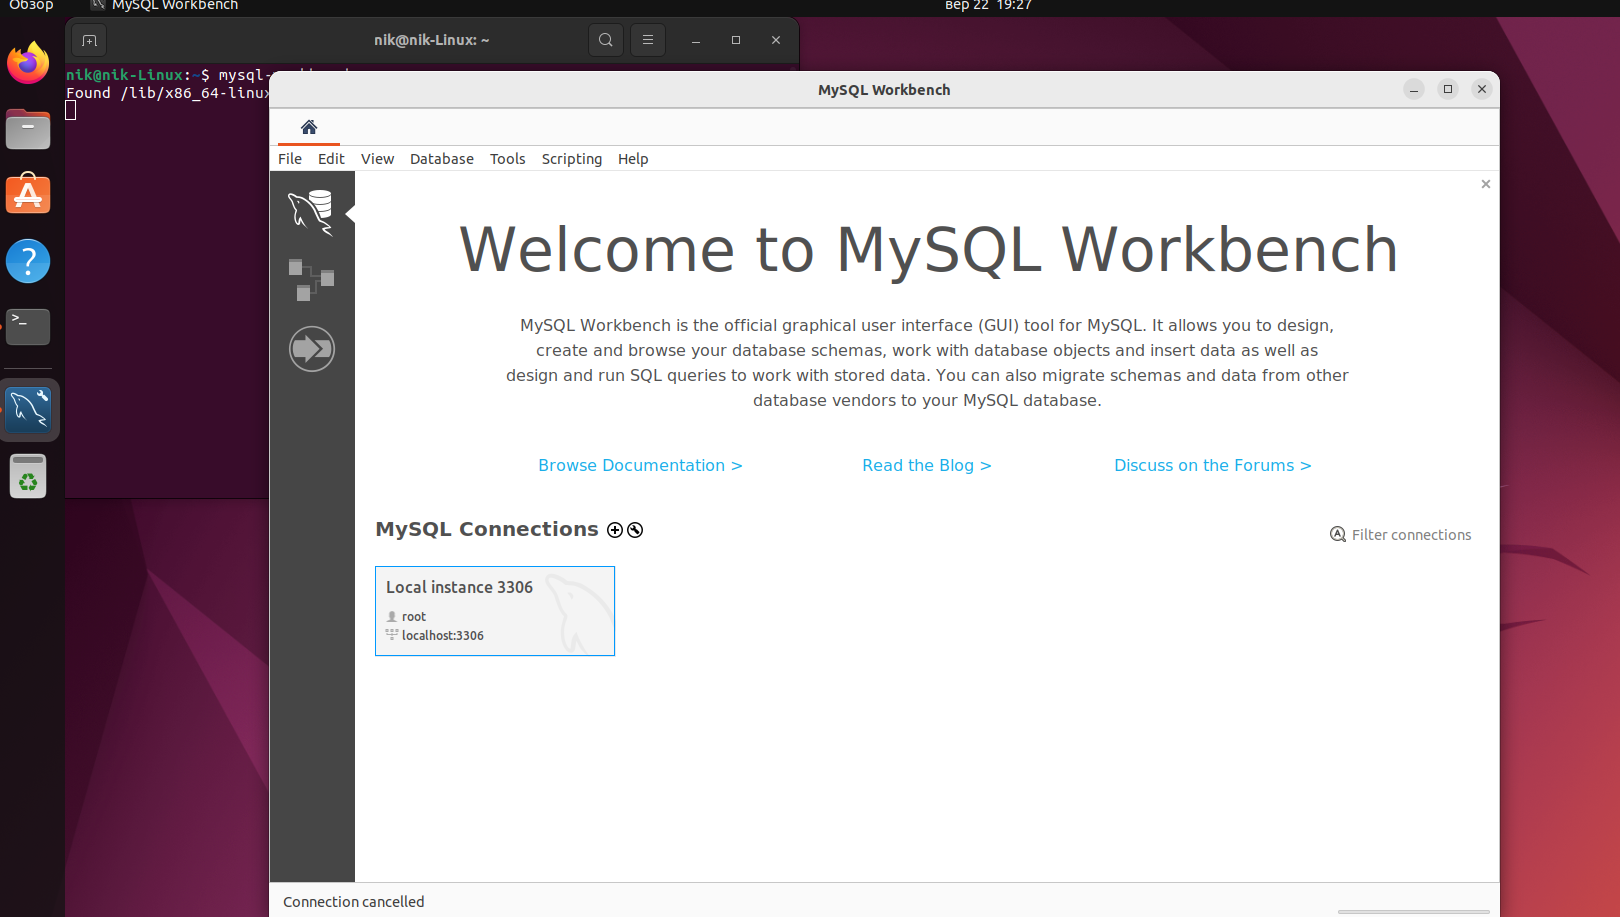 Обзор MySQL Workbench вер 22 19:27
nik@nik-Linux: ~
nik@nik-Linux:~$
Found /lib/x86_64-linux
MySQL Workbench
File Edit View Database Tools Scripting Help
Welcome to MySQL Workbench
MySQL Workbench is the official graphical user interface (GUI) tool for MySQL. It allows you to design,
create and browse your database schemas, work with database objects and insert data as well as
design and run SQL queries to work with stored data. You can also migrate schemas and data from other
database vendors to your MySQL database.
Browse Documentation > Read the Blog > Discuss on the Forums >
MySQL Connections
Filter connections
Local instance 3306
root
localhost:3306
Connection cancelled